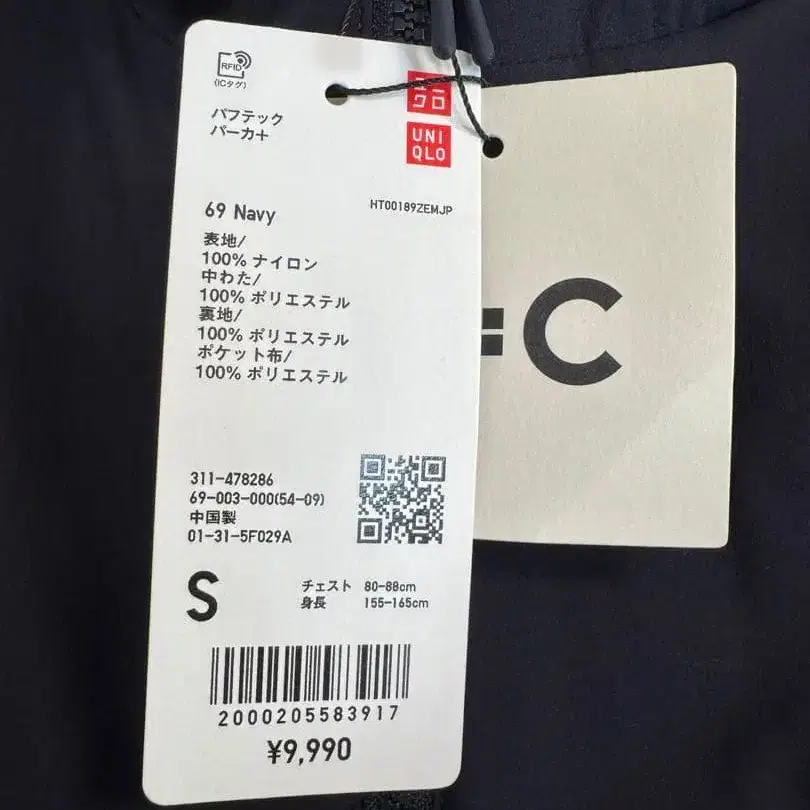 RFID
(ICタグ)
ユニ
クロ
UNI
QLO
パフテック
パーカ+
69 Navy
HT00189ZEMJP
表地/
100% ナイロン
中わた/
100% ポリエステル
裏地/
100% ポリエステル
ポケット布/
100% ポリエステル
311-478286
69-003-000(54-09)
中国製
01-31-5F029A
S
チェスト 80-88cm
身長 155-165cm
2000205583917
¥9,990
C